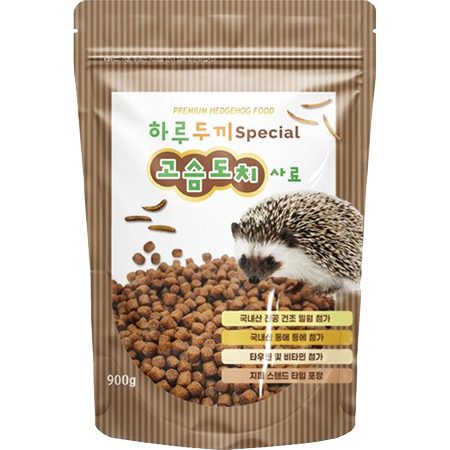 PREMIUM HEDGEHOG FOOD
하루두끼Special
고슴도치 사료
국내산 진공 건조 밀웜 첨가
국내산 동애 등에 첨가
타우린 및 비타민 첨가
지퍼 스탠드 타입 포장
900g